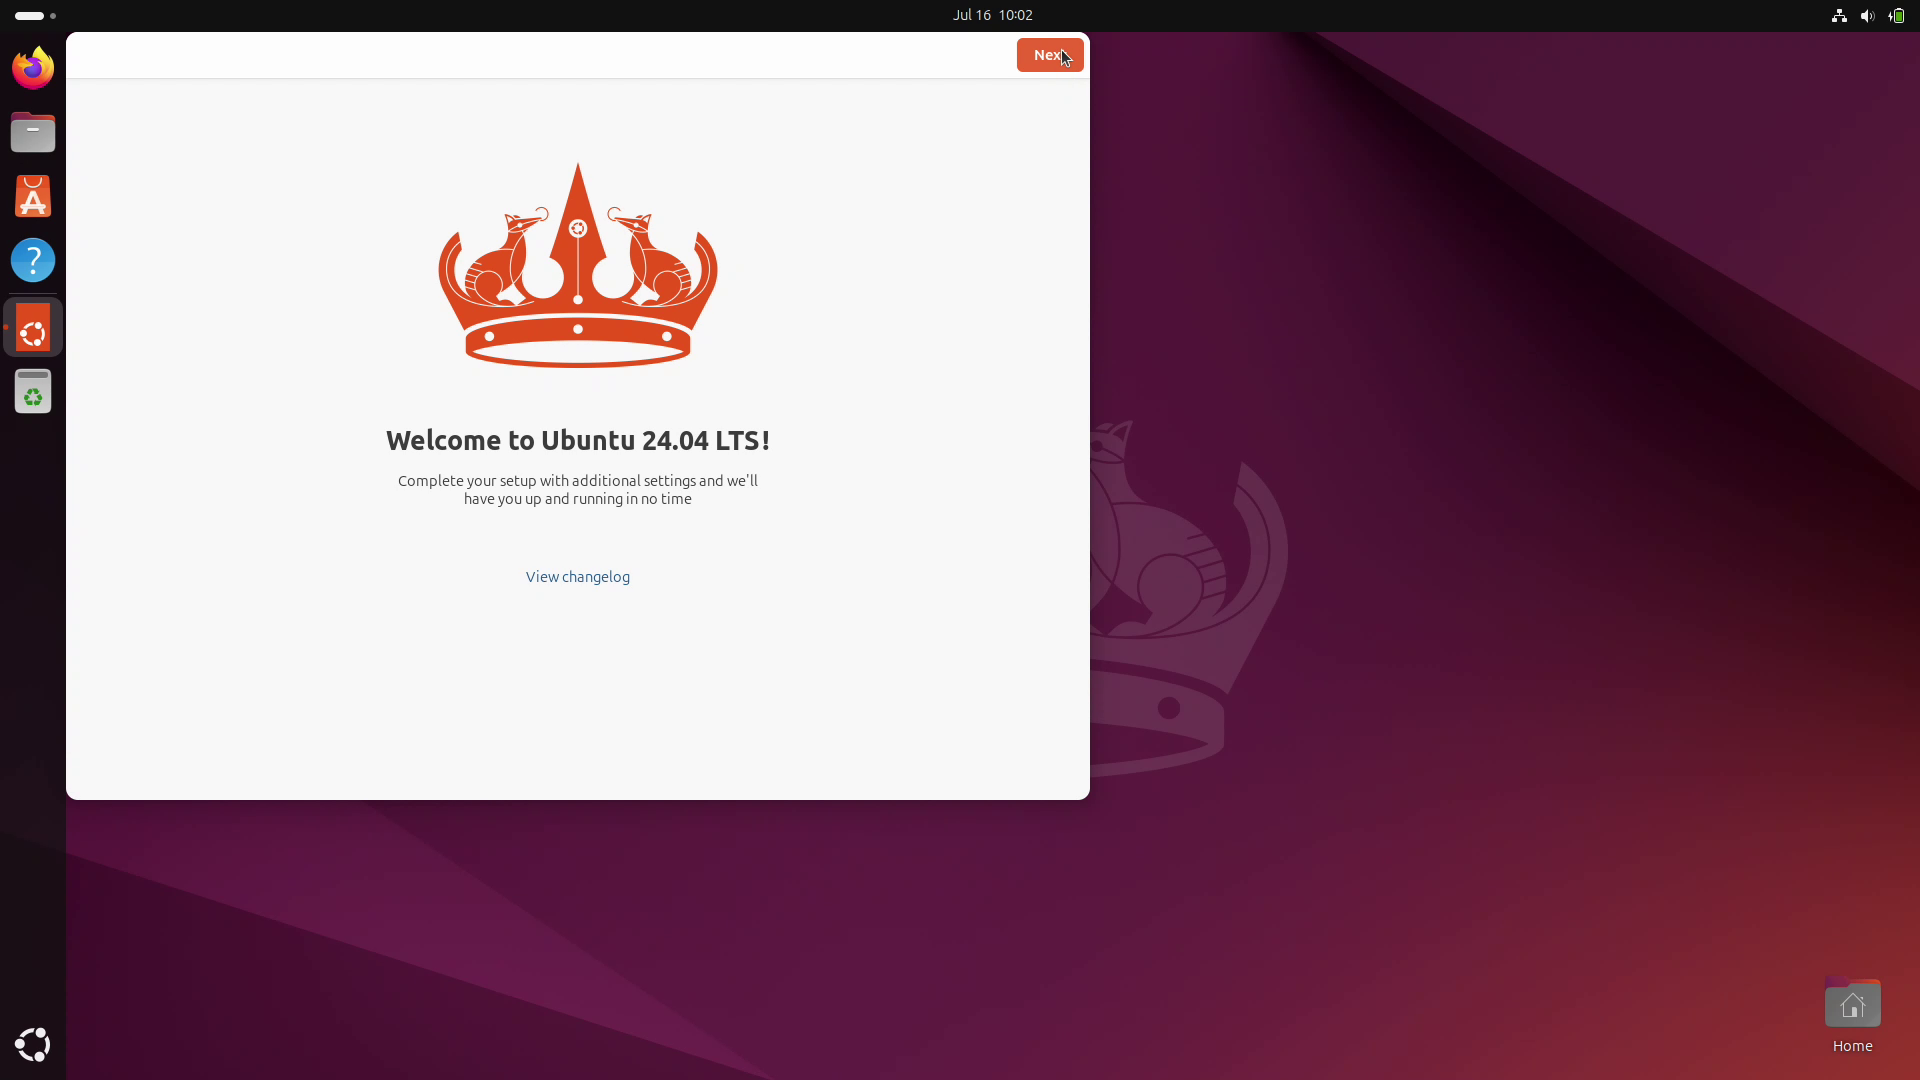 Jul 16 10:02
Welcome to Ubuntu 24.04 LTS!
Complete your setup with additional settings and we'll
have you up and running in no time
View changelog
Home